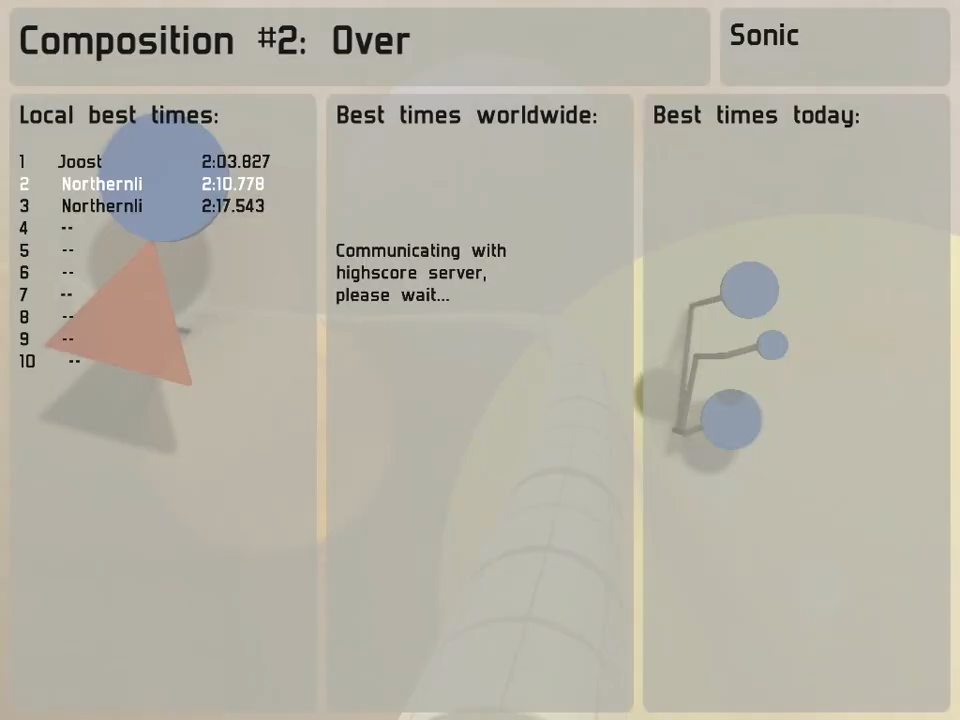 Composition #2: Over
Sonic
Local best times:
1 Joost 2:03.827
2 Northernli 2:10.778
3 Northernli 2:17.543
4 --
5 --
6 --
7 --
8 --
9 --
10 --
Best times worldwide:
Communicating with
highscore server,
please wait...
Best times today: